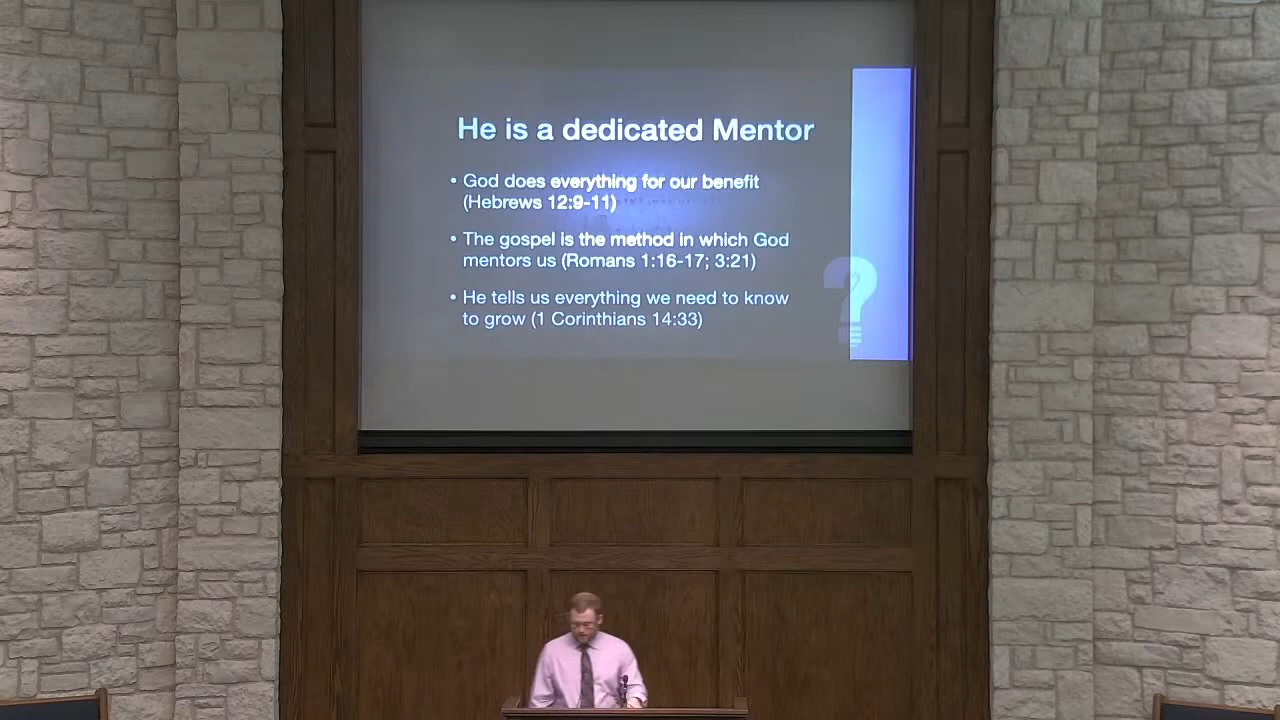 He is a dedicated Mentor
• God does everything for our benefit
(Hebrews 12:9-11)
• The gospel is the method in which God
mentors us (Romans 1:16-17; 3:21)
• He tells us everything we need to know
to grow (1 Corinthians 14:33)
?